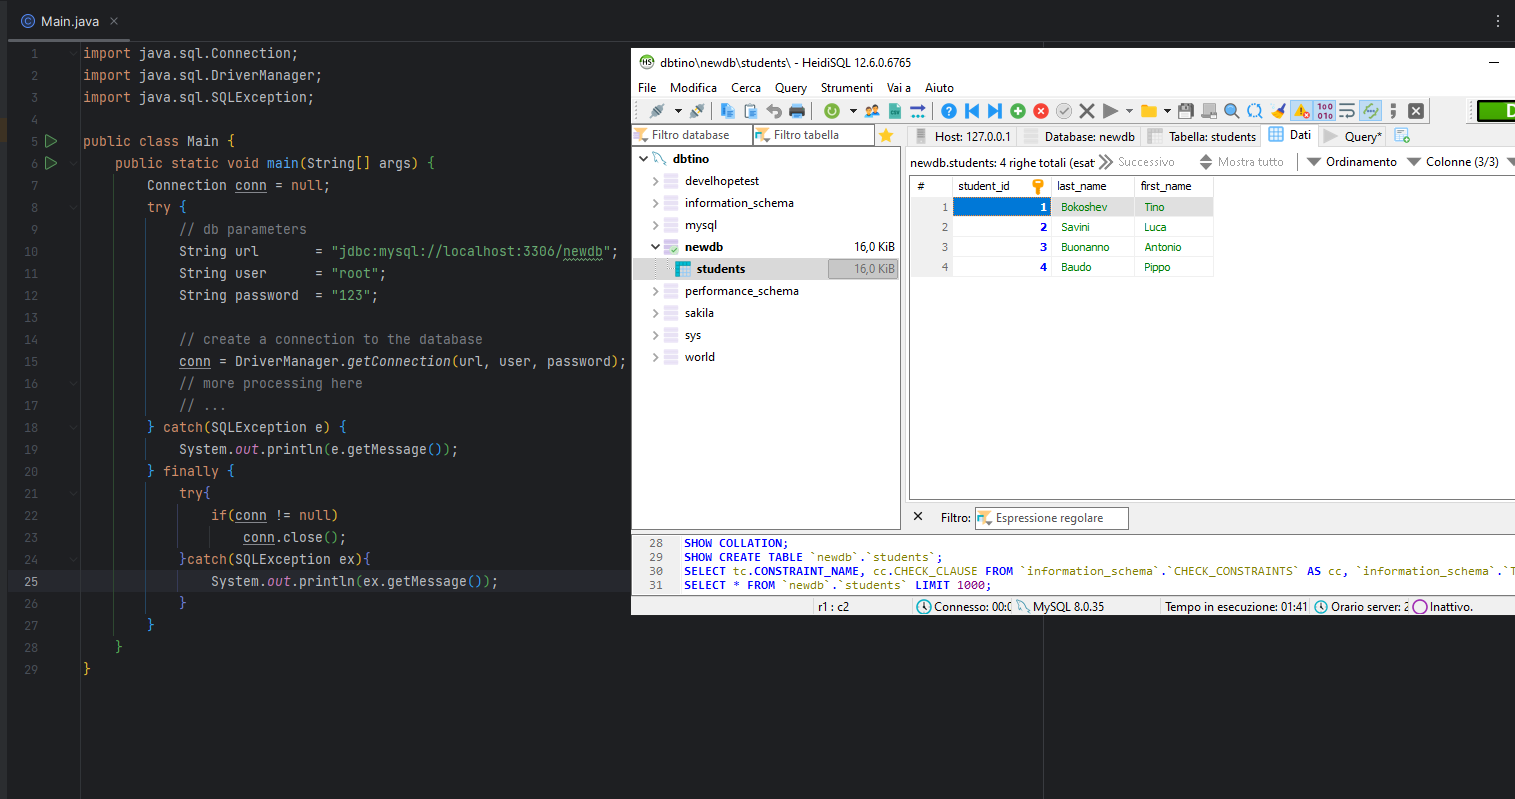 Main.java
1 import java.sql.Connection;
2 import java.sql.DriverManager;
3 import java.sql.SQLException;
4
5 public class Main {
6 public static void main(String[] args) {
7 Connection conn = null;
8 try {
9 // db parameters
10 String url = "jdbc:mysql://localhost:3306/newdb";
11 String user = "root";
12 String password = "123";
13
14 // create a connection to the database
15 conn = DriverManager.getConnection(url, user, password);
16 // more processing here
17 // ...
18 } catch(SQLException e) {
19 System.out.println(e.getMessage());
20 } finally {
21 try{
22 if(conn != null)
23 conn.close();
24 }catch(SQLException ex){
25 System.out.println(ex.getMessage());
26 }
27 }
28 }
29 }
dbtino\newdb\students\ - HeidiSQL 12.6.0.6765
File Modifica Cerca Query Strumenti Vai a Aiuto
Filtro database Filtro tabella
dbtino
develhopetest
information_schema
mysql
newdb 16,0 KiB
students 16,0 KiB
performance_schema
sakila
sys
world
Host: 127.0.0.1 Database: newdb Tabella: students Dati Query*
newdb.students: 4 righe totali (esat Successivo Mostra tutto Ordinamento Colonne (3/3)
# student_id last_name first_name
1 1 Bokoshev Tino
2 2 Savini Luca
3 3 Buonanno Antonio
4 4 Baudo Pippo
Filtro: Espressione regolare
28 SHOW COLLATION;
29 SHOW CREATE TABLE `newdb`.`students`;
30 SELECT tc.CONSTRAINT_NAME, cc.CHECK_CLAUSE FROM `information_schema`.`CHECK_CONSTRAINTS` AS cc, `information_schema`.`T
31 SELECT * FROM `newdb`.`students` LIMIT 1000;
r1 : c2 Connesso: 00:0 MySQL 8.0.35 Tempo in esecuzione: 01:41 Orario server: 2 Inattivo.